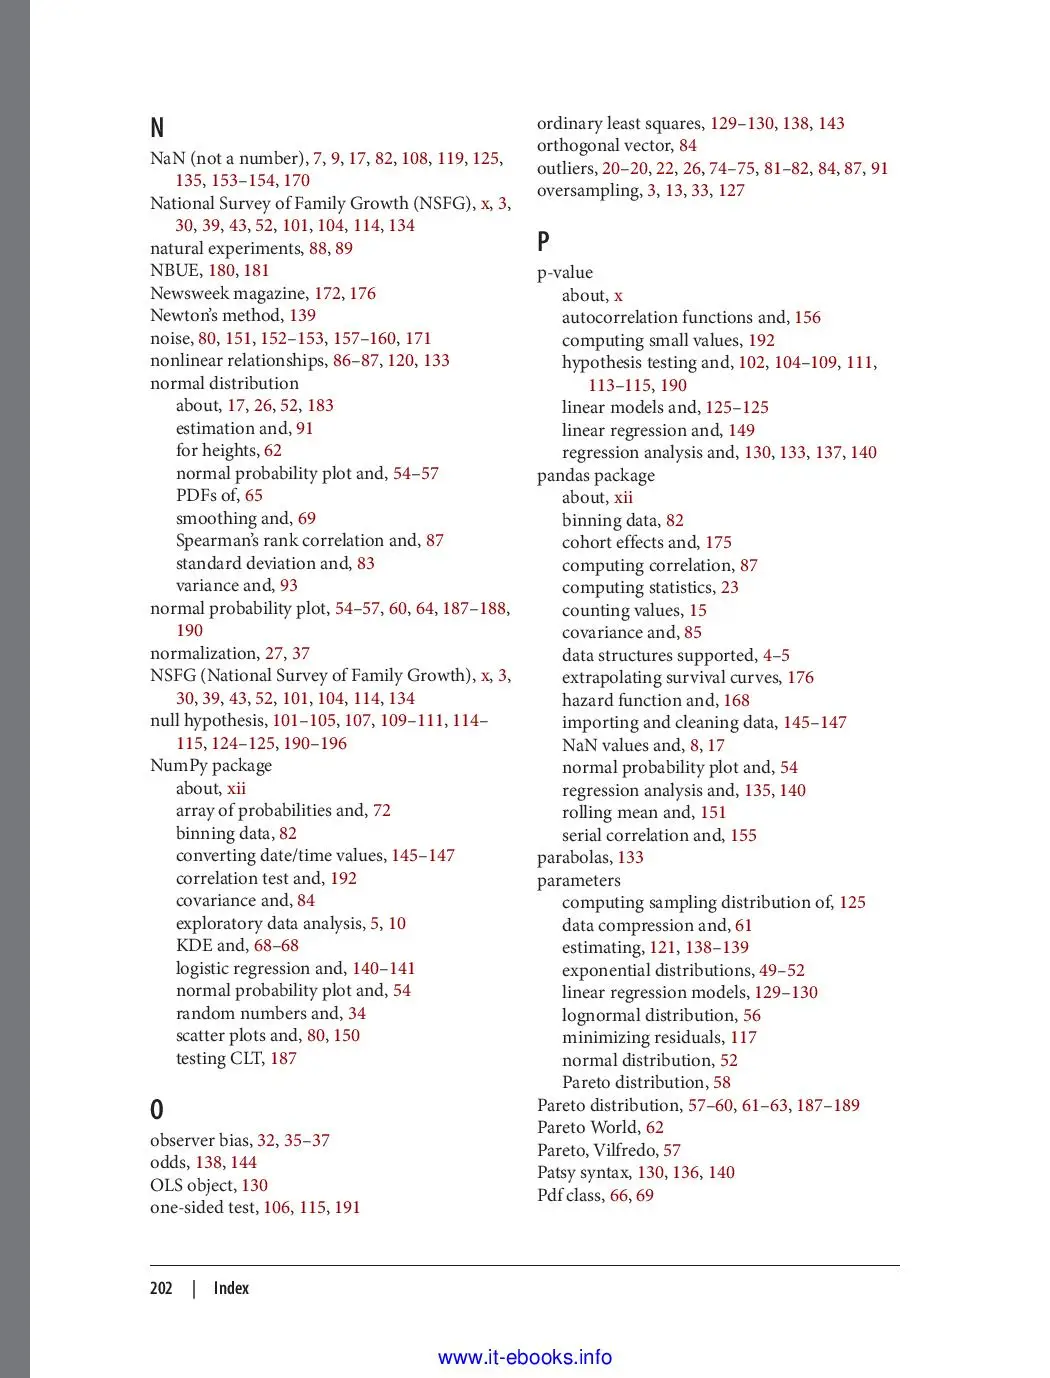 N
NaN (not a number), 7, 9, 17, 82, 108, 119, 125,
135, 153–154, 170
National Survey of Family Growth (NSFG), x, 3,
30, 39, 43, 52, 101, 104, 114, 134
natural experiments, 88, 89
NBUE, 180, 181
Newsweek magazine, 172, 176
Newton's method, 139
noise, 80, 151, 152–153, 157–160, 171
nonlinear relationships, 86–87, 120, 133
normal distribution
about, 17, 26, 52, 183
estimation and, 91
for heights, 62
normal probability plot and, 54–57
PDFs of, 65
smoothing and, 69
Spearman's rank correlation and, 87
standard deviation and, 83
variance and, 93
normal probability plot, 54–57, 60, 64, 187–188,
190
normalization, 27, 37
NSFG (National Survey of Family Growth), x, 3,
30, 39, 43, 52, 101, 104, 114, 134
null hypothesis, 101–105, 107, 109–111, 114–
115, 124–125, 190–196
NumPy package
about, xii
array of probabilities and, 72
binning data, 82
converting date/time values, 145–147
correlation test and, 192
covariance and, 84
exploratory data analysis, 5, 10
KDE and, 68–68
logistic regression and, 140–141
normal probability plot and, 54
random numbers and, 34
scatter plots and, 80, 150
testing CLT, 187
O
observer bias, 32, 35–37
odds, 138, 144
OLS object, 130
one-sided test, 106, 115, 191
ordinary least squares, 129–130, 138, 143
orthogonal vector, 84
outliers, 20–20, 22, 26, 74–75, 81–82, 84, 87, 91
oversampling, 3, 13, 33, 127
P
p-value
about, x
autocorrelation functions and, 156
computing small values, 192
hypothesis testing and, 102, 104–109, 111,
113–115, 190
linear models and, 125–125
linear regression and, 149
regression analysis and, 130, 133, 137, 140
pandas package
about, xii
binning data, 82
cohort effects and, 175
computing correlation, 87
computing statistics, 23
counting values, 15
covariance and, 85
data structures supported, 4–5
extrapolating survival curves, 176
hazard function and, 168
importing and cleaning data, 145–147
NaN values and, 8, 17
normal probability plot and, 54
regression analysis and, 135, 140
rolling mean and, 151
serial correlation and, 155
parabolas, 133
parameters
computing sampling distribution of, 125
data compression and, 61
estimating, 121, 138–139
exponential distributions, 49–52
linear regression models, 129–130
lognormal distribution, 56
minimizing residuals, 117
normal distribution, 52
Pareto distribution, 58
Pareto distribution, 57–60, 61–63, 187–189
Pareto World, 62
Pareto, Vilfredo, 57
Patsy syntax, 130, 136, 140
Pdf class, 66, 69
202 | Index
www.it-ebooks.info